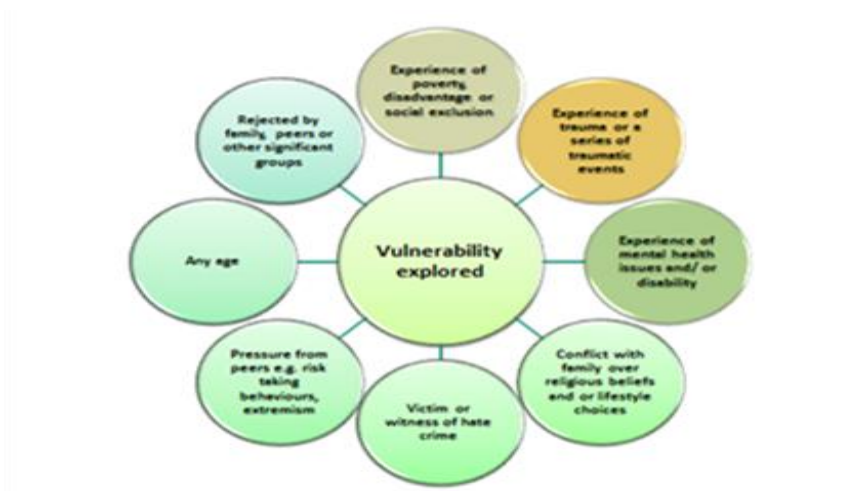 Experience of
poverty,
disadvantage or
social exclusion
Experience of
trauma or a
series of
traumatic
events
Experience of
mental health
issues and/ or
disability
Conflict with
family over
religious beliefs
and or lifestyle
choices
Victim or
witness of hate
crime
Pressure from
peers e.g. risk
taking
behaviours,
extremism
Any age
Rejected by
family, peers or
other significant
groups
Vulnerability
explored